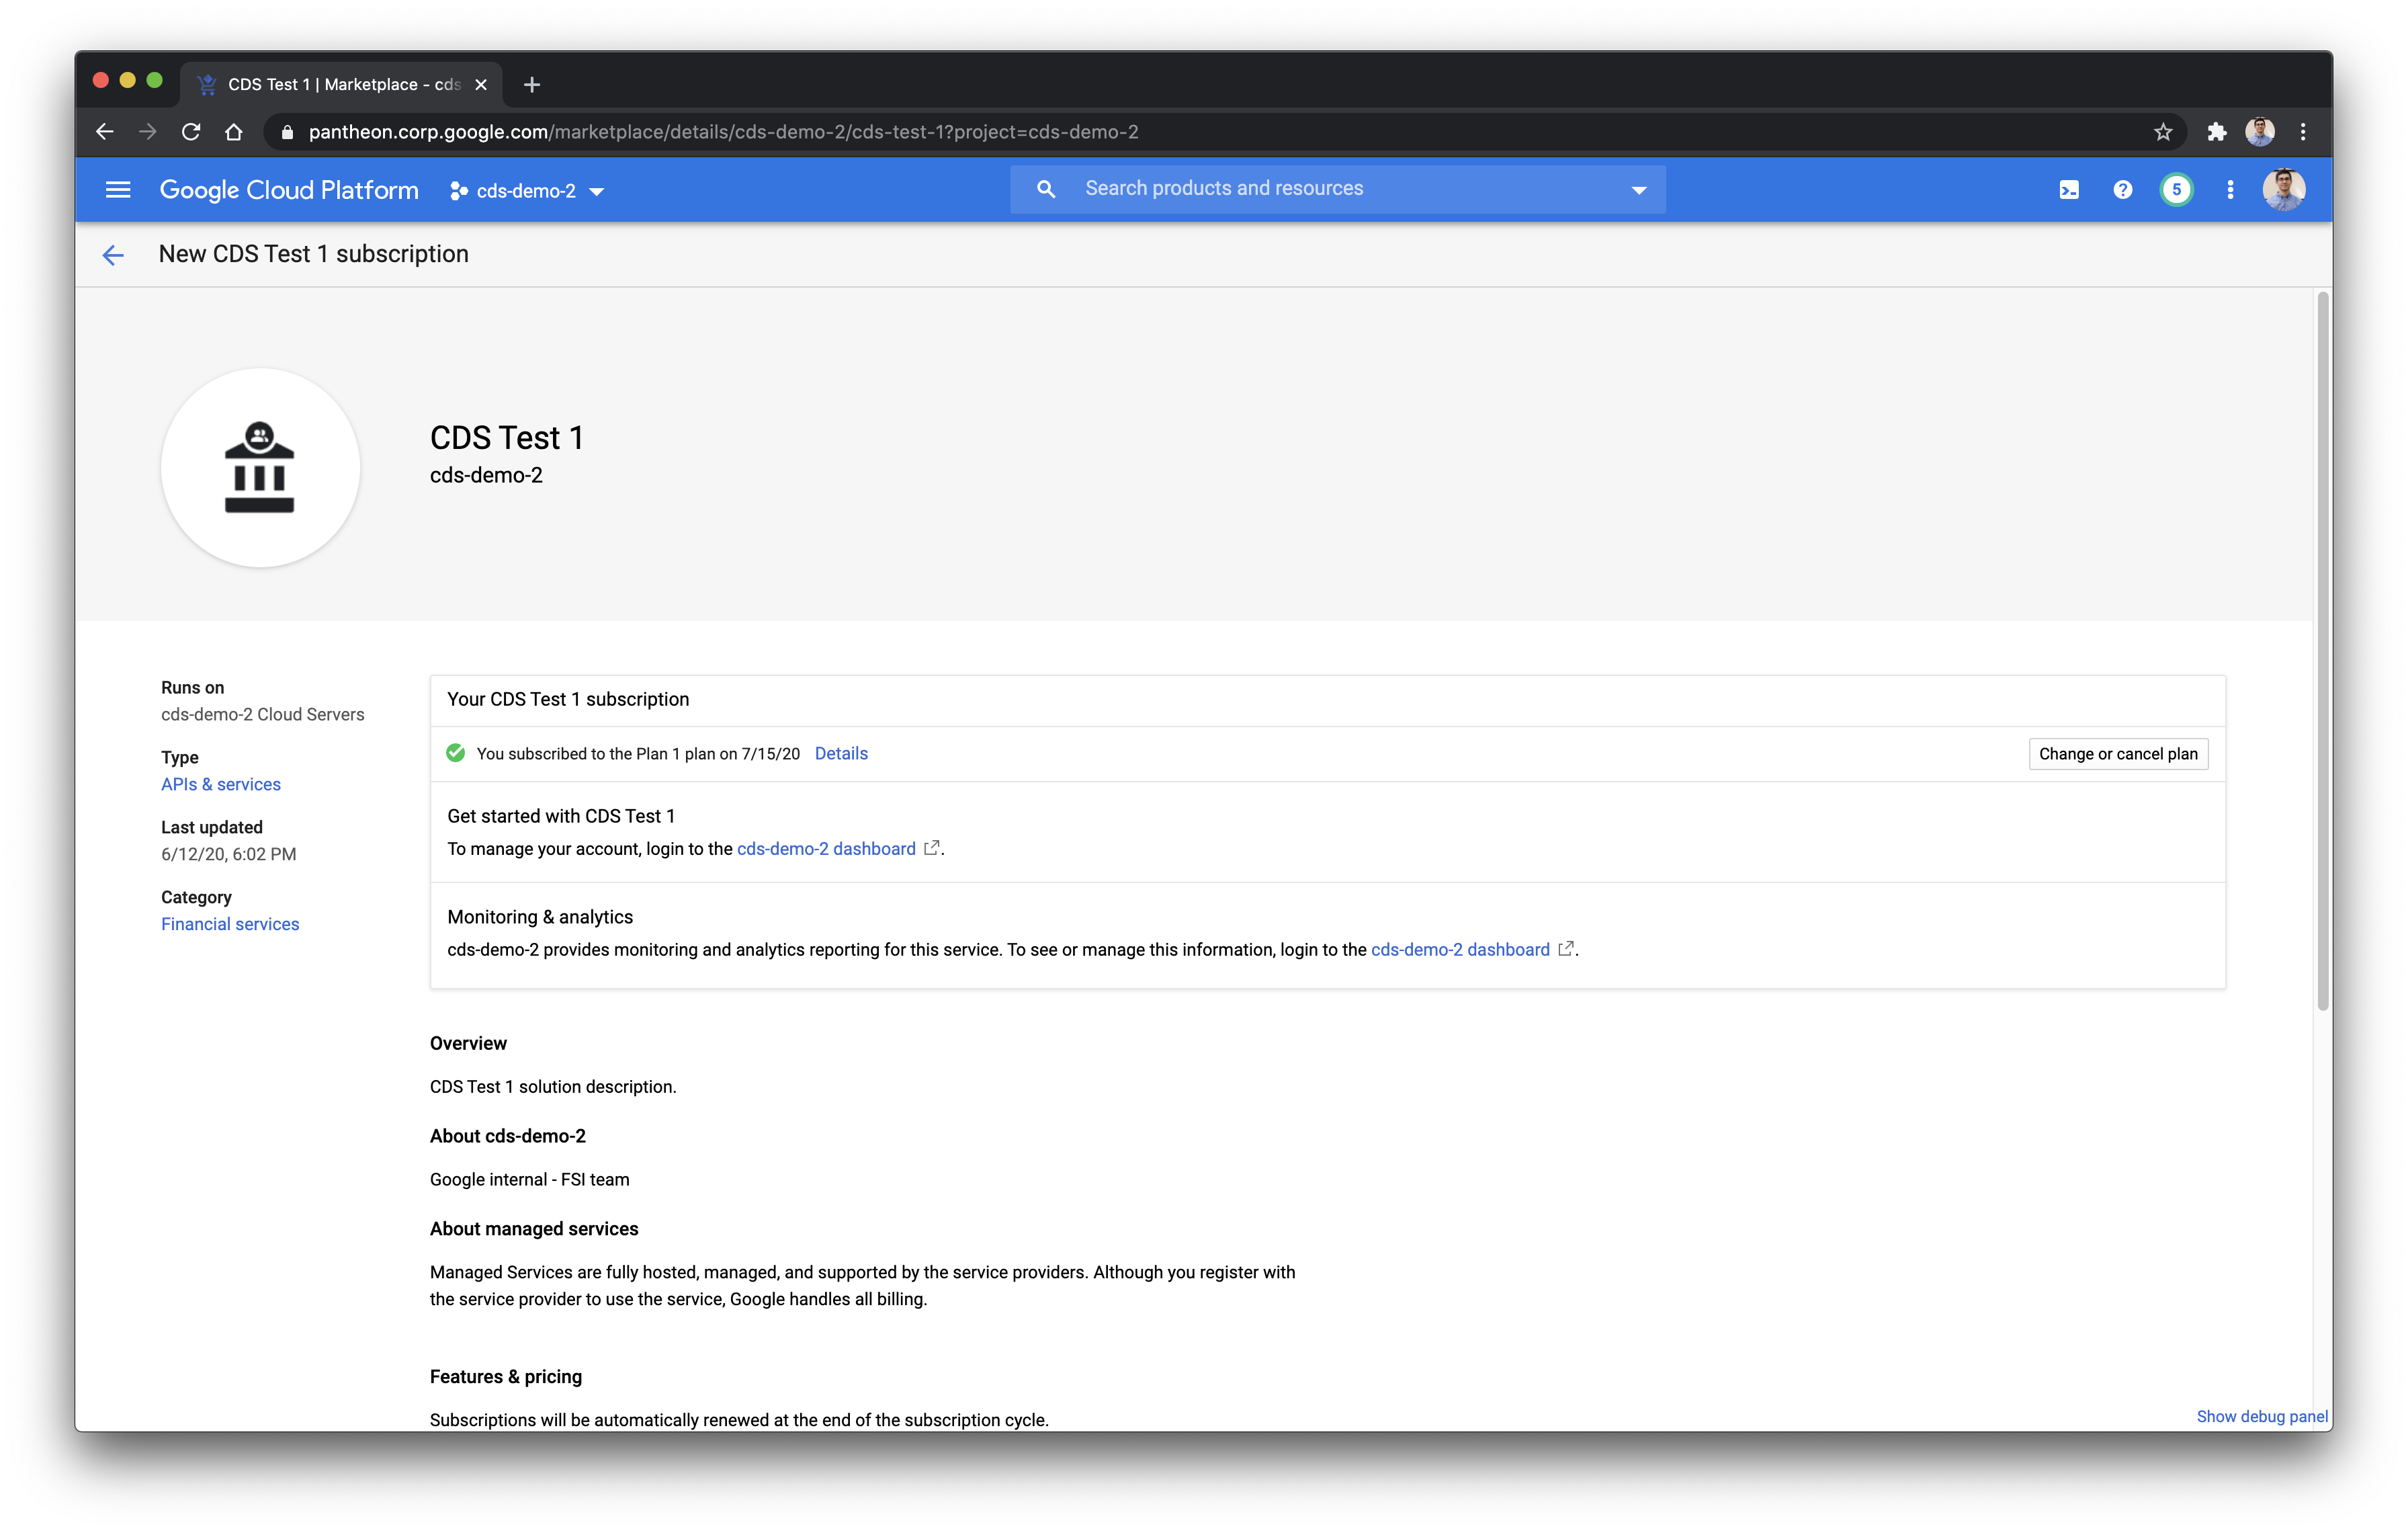 CDS Test 1 | Marketplace - cds
pantheon.corp.google.com/marketplace/details/cds-demo-2/cds-test-1?project=cds-demo-2
Google Cloud Platform cds-demo-2 Search products and resources 5
New CDS Test 1 subscription
CDS Test 1
cds-demo-2
Runs on
cds-demo-2 Cloud Servers
Type
APIs & services
Last updated
6/12/20, 6:02 PM
Category
Financial services
Your CDS Test 1 subscription
You subscribed to the Plan 1 plan on 7/15/20 Details Change or cancel plan
Get started with CDS Test 1
To manage your account, login to the cds-demo-2 dashboard .
Monitoring & analytics
cds-demo-2 provides monitoring and analytics reporting for this service. To see or manage this information, login to the cds-demo-2 dashboard .
Overview
CDS Test 1 solution description.
About cds-demo-2
Google internal - FSI team
About managed services
Managed Services are fully hosted, managed, and supported by the service providers. Although you register with
the service provider to use the service, Google handles all billing.
Features & pricing
Subscriptions will be automatically renewed at the end of the subscription cycle.
Show debug panel